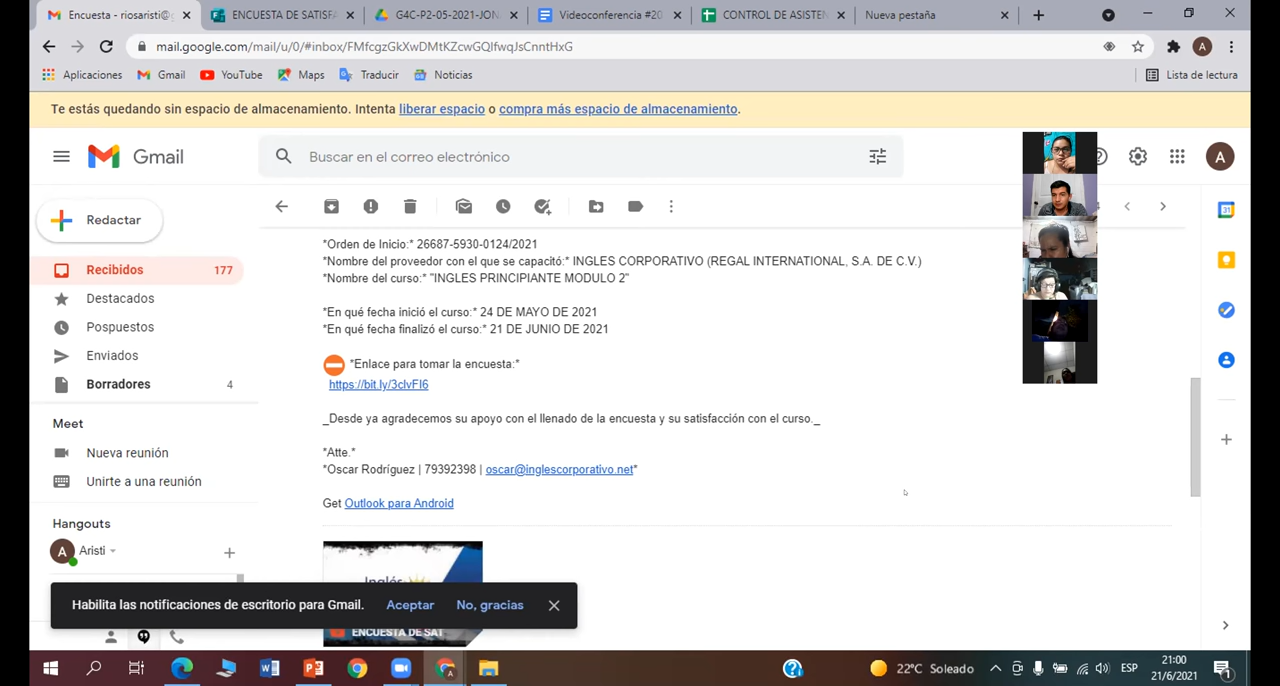 Encuesta - riosaristi@g
ENCUESTA DE SATISFA
G4C-P2-05-2021-JON
Videoconferencia #20
CONTROL DE ASISTEN
Nueva pestaña
mail.google.com/mail/u/0/#inbox/FMfcgzGkXwDMtKZcwGQlfwqJsCnntHxG
Aplicaciones
Gmail
YouTube
Maps
Traducir
Noticias
Lista de lectura
Te estás quedando sin espacio de almacenamiento. Intenta liberar espacio o compra más espacio de almacenamiento.
Gmail
Buscar en el correo electrónico
A
Redactar
Recibidos 177
Destacados
Pospuestos
Enviados
Borradores 4
Meet
Nueva reunión
Unirte a una reunión
Hangouts
A Aristi
*Orden de Inicio:* 26687-5930-0124/2021
*Nombre del proveedor con el que se capacitó:* INGLES CORPORATIVO (REGAL INTERNATIONAL, S.A. DE C.V.)
*Nombre del curso:* "INGLES PRINCIPIANTE MODULO 2"
*En qué fecha inició el curso:* 24 DE MAYO DE 2021
*En qué fecha finalizó el curso:* 21 DE JUNIO DE 2021
*Enlace para tomar la encuesta:*
https://bit.ly/3clvFI6
_Desde ya agradecemos su apoyo con el llenado de la encuesta y su satisfacción con el curso._
*Atte.*
*Oscar Rodríguez | 79392398 | oscar@inglescorporativo.net*
Get Outlook para Android
Inglés
ENCUESTA DE SAT
Habilita las notificaciones de escritorio para Gmail. Aceptar No, gracias
22°C Soleado
ESP
21:00
21/6/2021